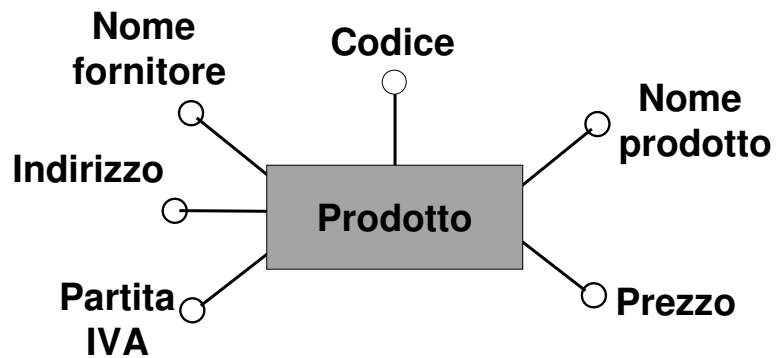 Nome
fornitore
Codice
Nome
prodotto
Indirizzo
Prodotto
Partita
IVA
Prezzo